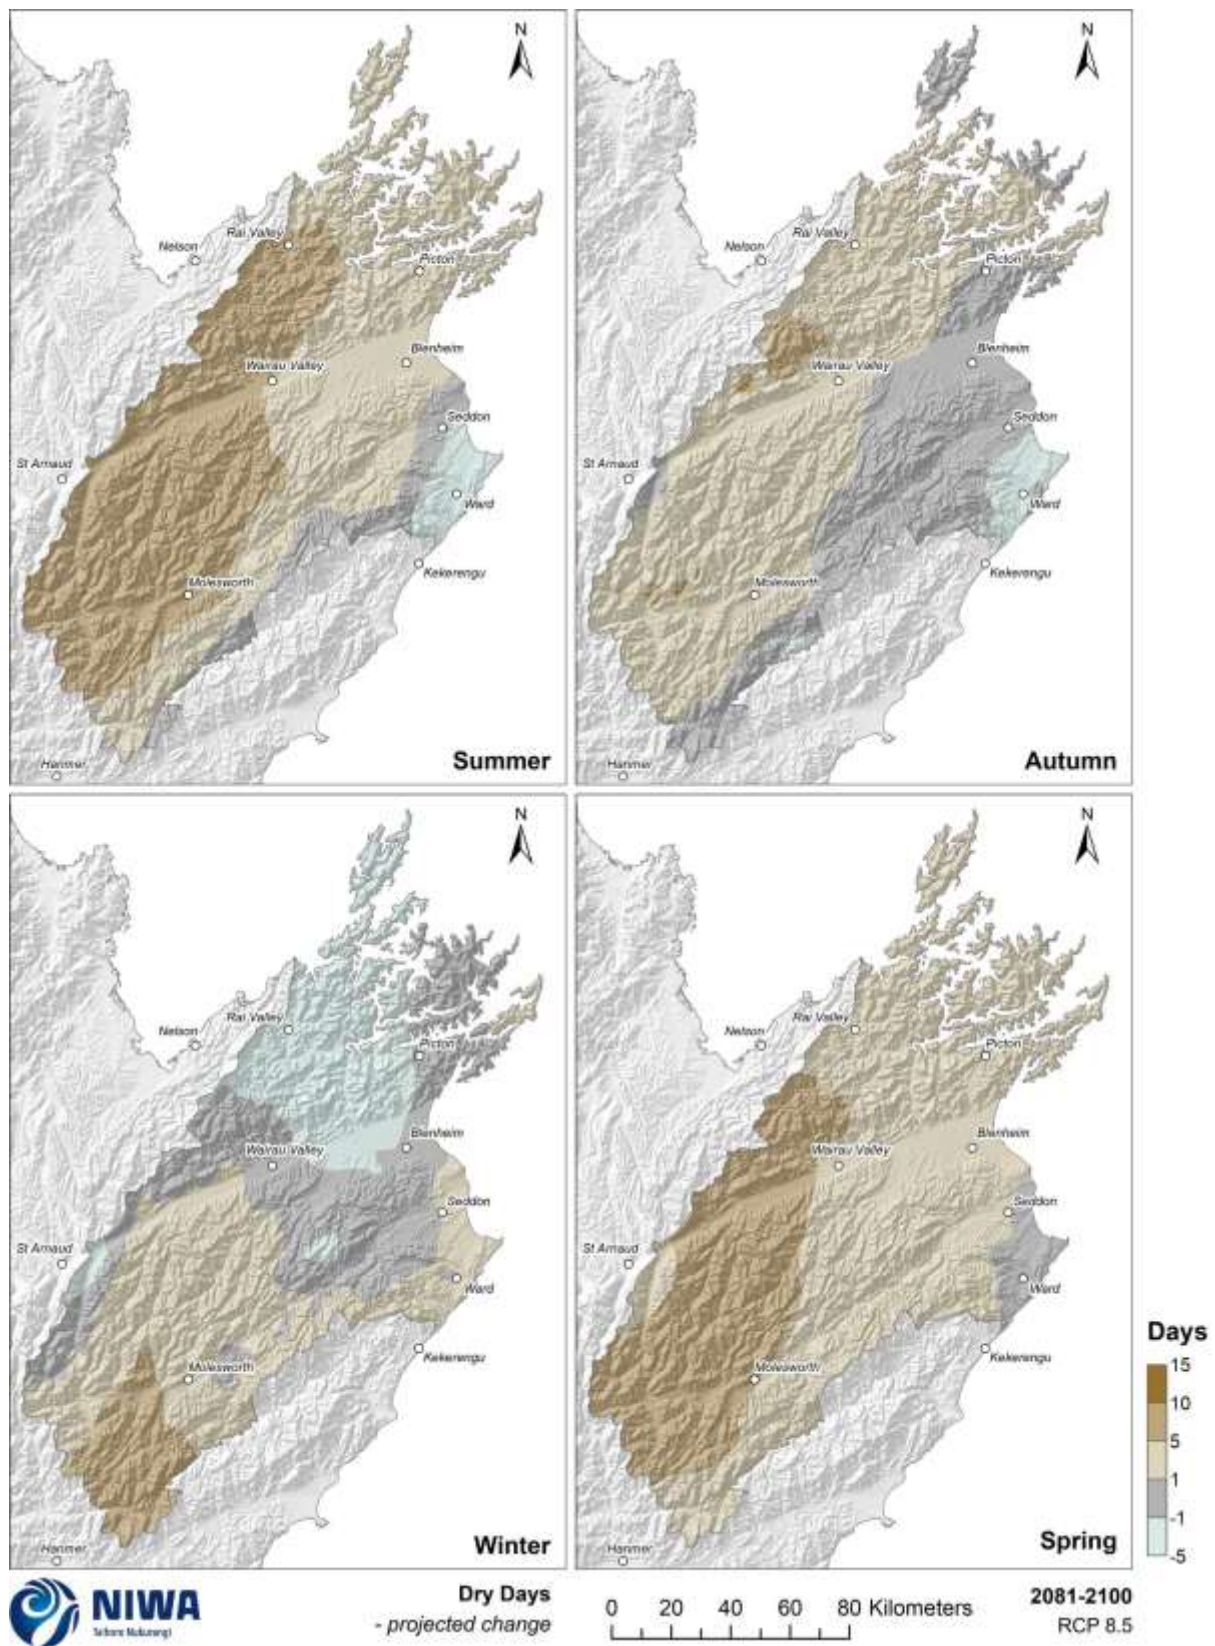 N
Rai Valley
Nelson
Picton
Blenheim
Wairau Valley
Seddon
St Arnaud
Ward
Kekerengu
Molesworth
Hanmer
Summer
N
Rai Valley
Nelson
Picton
Blenheim
Wairau Valley
Seddon
St Arnaud
Ward
Kekerengu
Molesworth
Hanmer
Autumn
N
Rai Valley
Nelson
Picton
Blenheim
Wairau Valley
Seddon
St Arnaud
Ward
Kekerengu
Molesworth
Hanmer
Winter
N
Rai Valley
Nelson
Picton
Blenheim
Wairau Valley
Seddon
St Arnaud
Ward
Kekerengu
Molesworth
Hanmer
Spring
Days
15
10
5
1
-1
-5
NIWA
Taihoro Nukurangi
Dry Days
- projected change
0 20 40 60 80 Kilometers
2081-2100
RCP 8.5